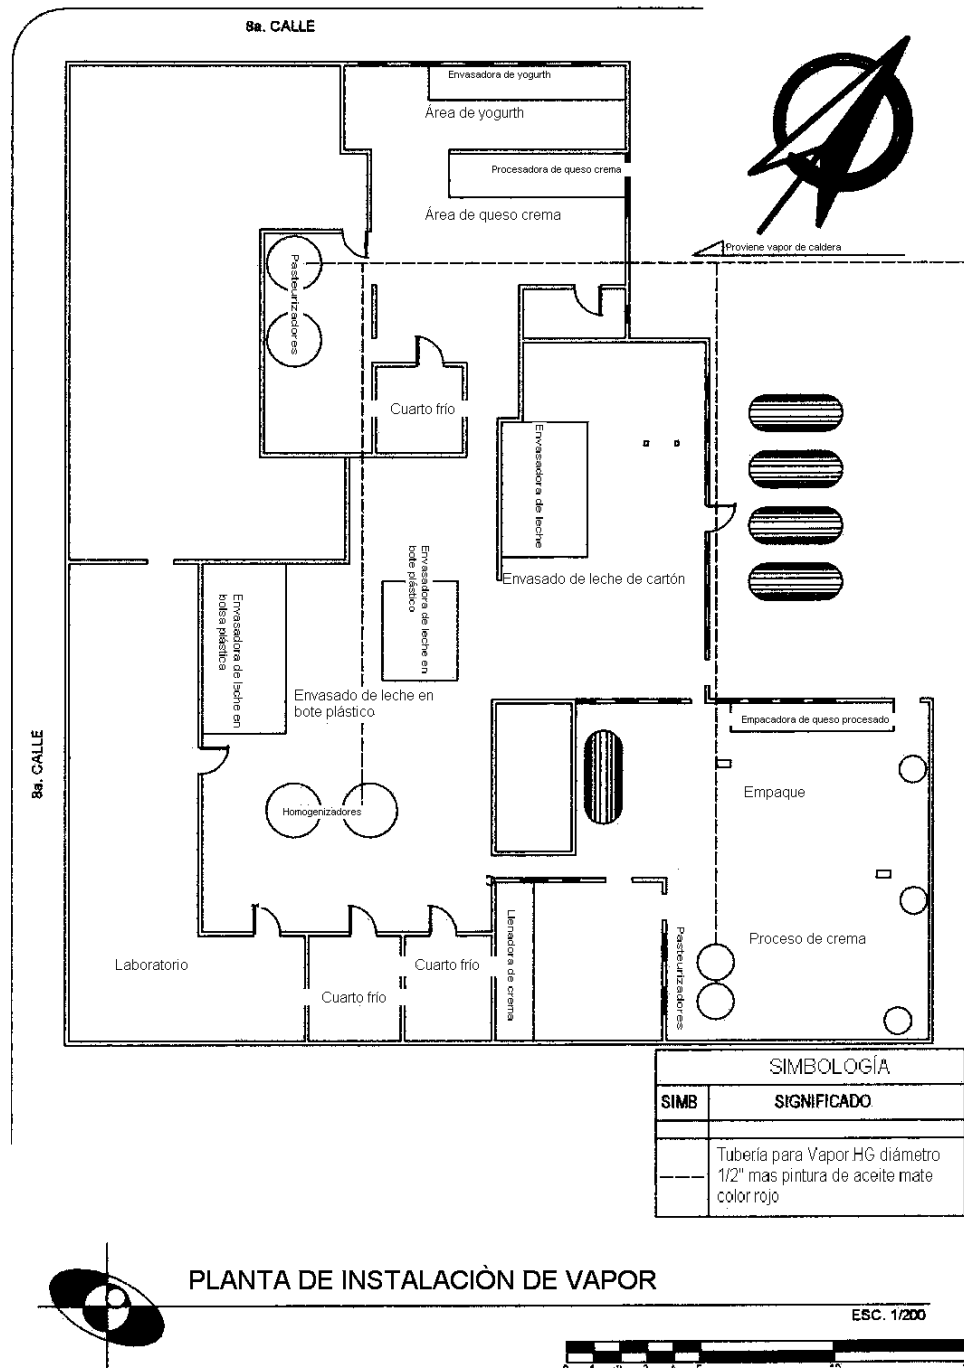 8a. CALLE
Envasadora de yogurth
Área de yogurth
Procesadora de queso crema
Área de queso crema
Proviene vapor de caldera
Pasteurizadores
Cuarto frío
Envasadora de leche
Envasadora de leche en
bote plástico
Envasado de leche de cartón
Envasadora de leche en
bolsa plástica
Envasado de leche en
bote plástico
Empacadora de queso procesado
8a. CALLE
Empaque
Homogenizadores
Llenadora de crema
Pasteurizadores
Proceso de crema
Laboratorio
Cuarto frío
Cuarto frío
SIMBOLOGÍA
SIMB
SIGNIFICADO
Tubería para Vapor HG diámetro
1/2" mas pintura de aceite mate
color rojo
PLANTA DE INSTALACIÒN DE VAPOR
ESC. 1/200